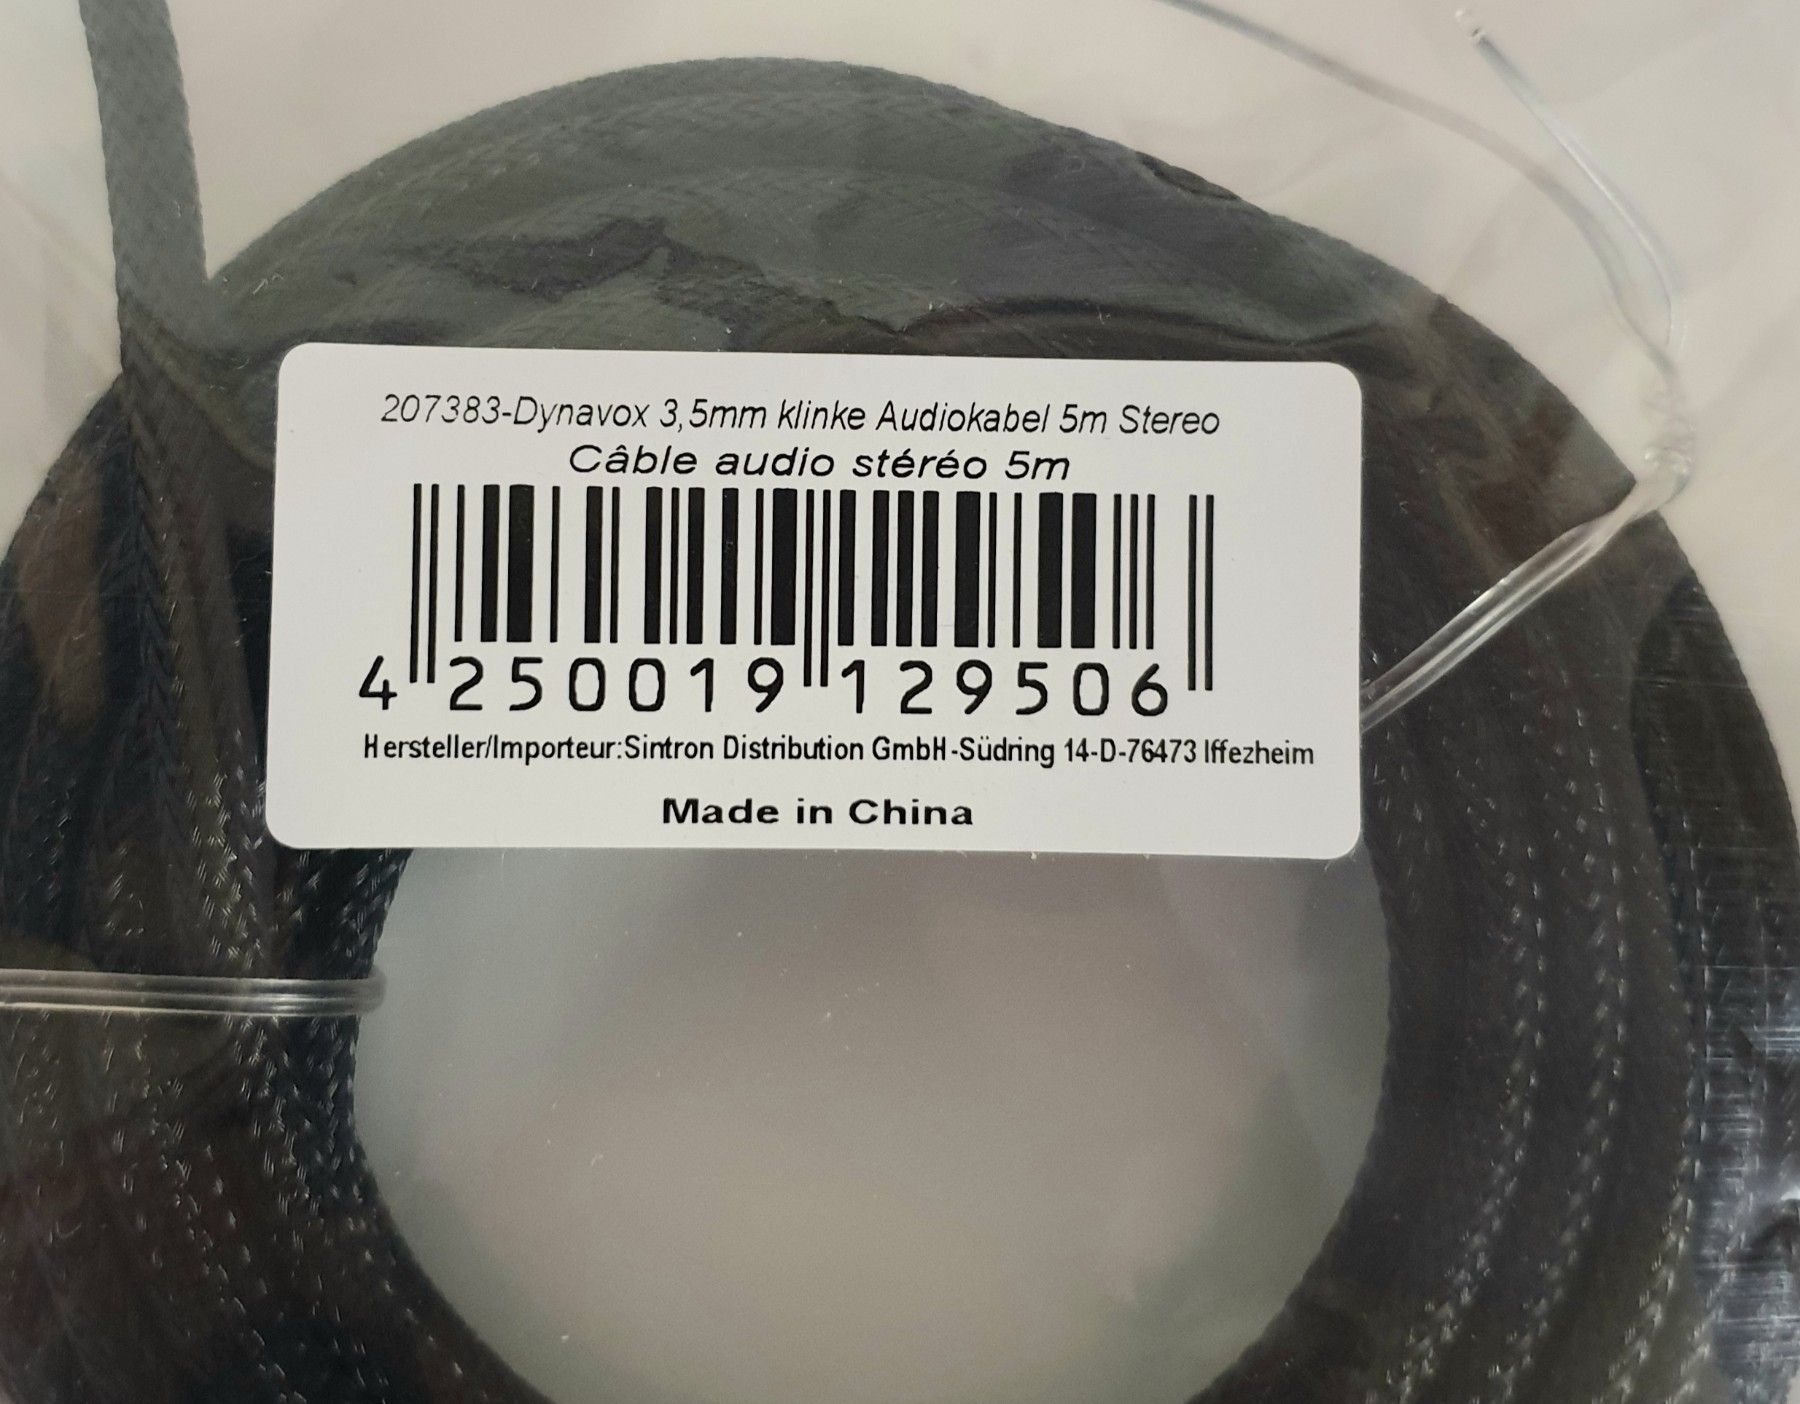 207383-Dynavox 3,5mm klinke Audiokabel 5m Stereo
Câble audio stéréo 5m
4 250019 129506
Hersteller/Importeur:Sintron Distribution GmbH-Südring 14-D-76473 Iffezheim
Made in China